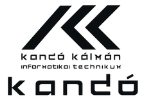 kandó kálmán
informatikai technikum
kandó